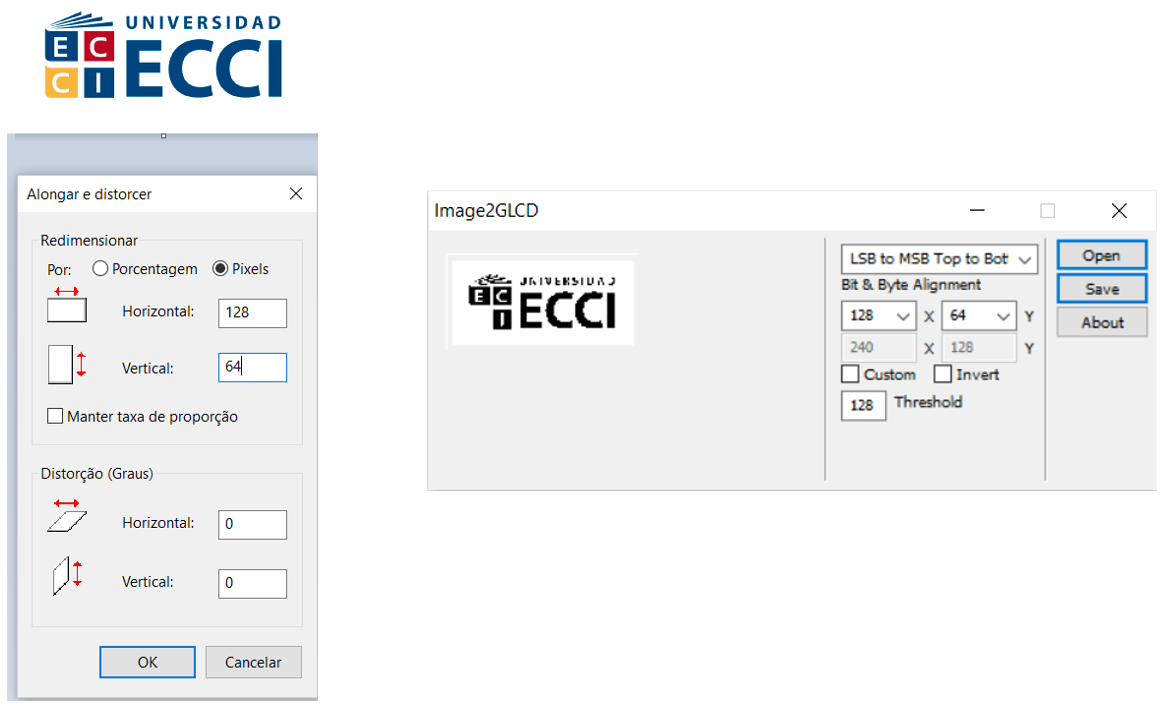 UNIVERSIDAD
E C
C I
ECCI
Alongar e distorcer
Redimensionar
Por: Porcentagem Pixels
Horizontal: 128
Vertical: 64
Manter taxa de proporção
Distorção (Graus)
Horizontal: 0
Vertical: 0
OK Cancelar
Image2GLCD
UNIVERSIDAD
E C
I
ECCI
LSB to MSB Top to Bot
Bit & Byte Alignment
128 X 64 Y
240 X 128 Y
Custom Invert
128 Threshold
Open
Save
About